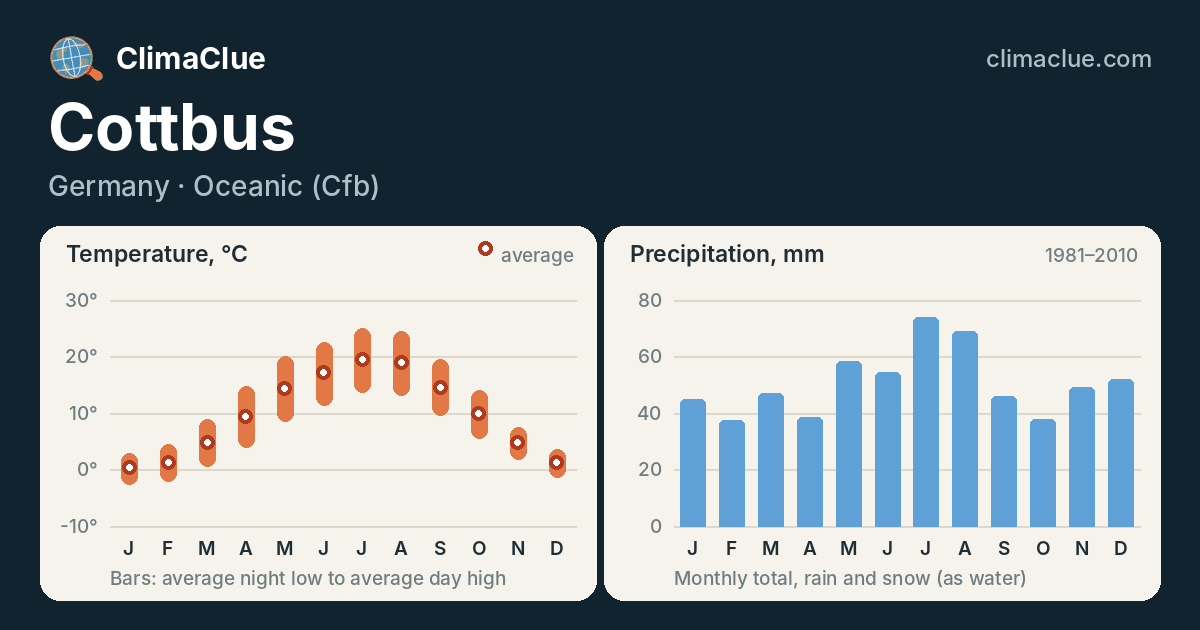 ClimaClue
climaclue.com
Cottbus
Germany · Oceanic (Cfb)
Temperature, °C
average
30°
20°
10°
0°
-10°
J F M A M J J A S O N D
Bars: average night low to average day high
Precipitation, mm
1981–2010
80
60
40
20
0
J F M A M J J A S O N D
Monthly total, rain and snow (as water)